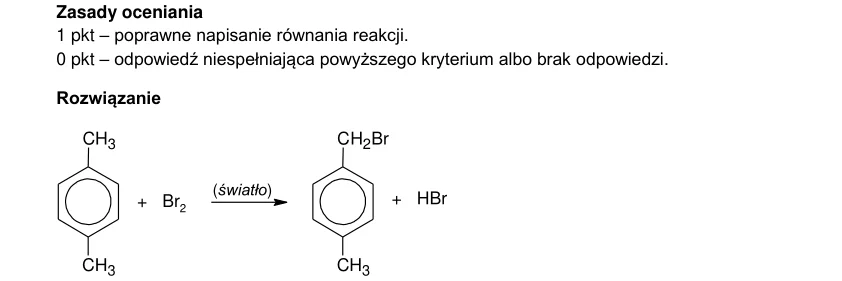 Zasady oceniania
1 pkt – poprawne napisanie równania reakcji.
0 pkt – odpowiedź niespełniająca powyższego kryterium albo brak odpowiedzi.
Rozwiązanie
CH3 CH2Br
+ Br2 (światło) + HBr
CH3 CH3